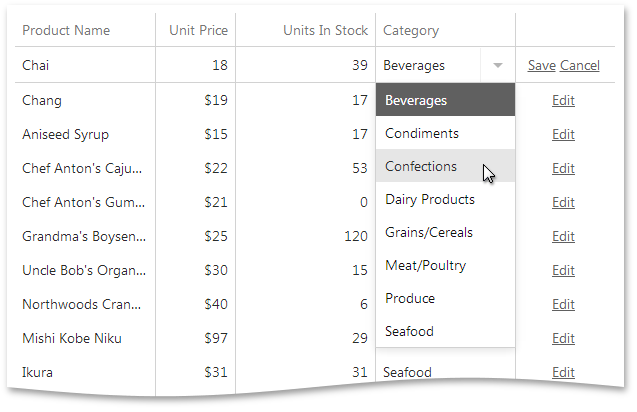 Product Name Unit Price Units In Stock Category
Chai 18 39 Beverages Save Cancel
Chang $19 17 Beverages Edit
Aniseed Syrup $15 17 Condiments Edit
Chef Anton's Caju... $22 53 Confections Edit
Chef Anton's Gum... $21 0 Dairy Products Edit
Grandma's Boysen... $25 120 Grains/Cereals Edit
Uncle Bob's Organ... $30 15 Meat/Poultry Edit
Northwoods Cran... $40 6 Produce Edit
Mishi Kobe Niku $97 29 Seafood Edit
Ikura $31 31 Seafood Edit